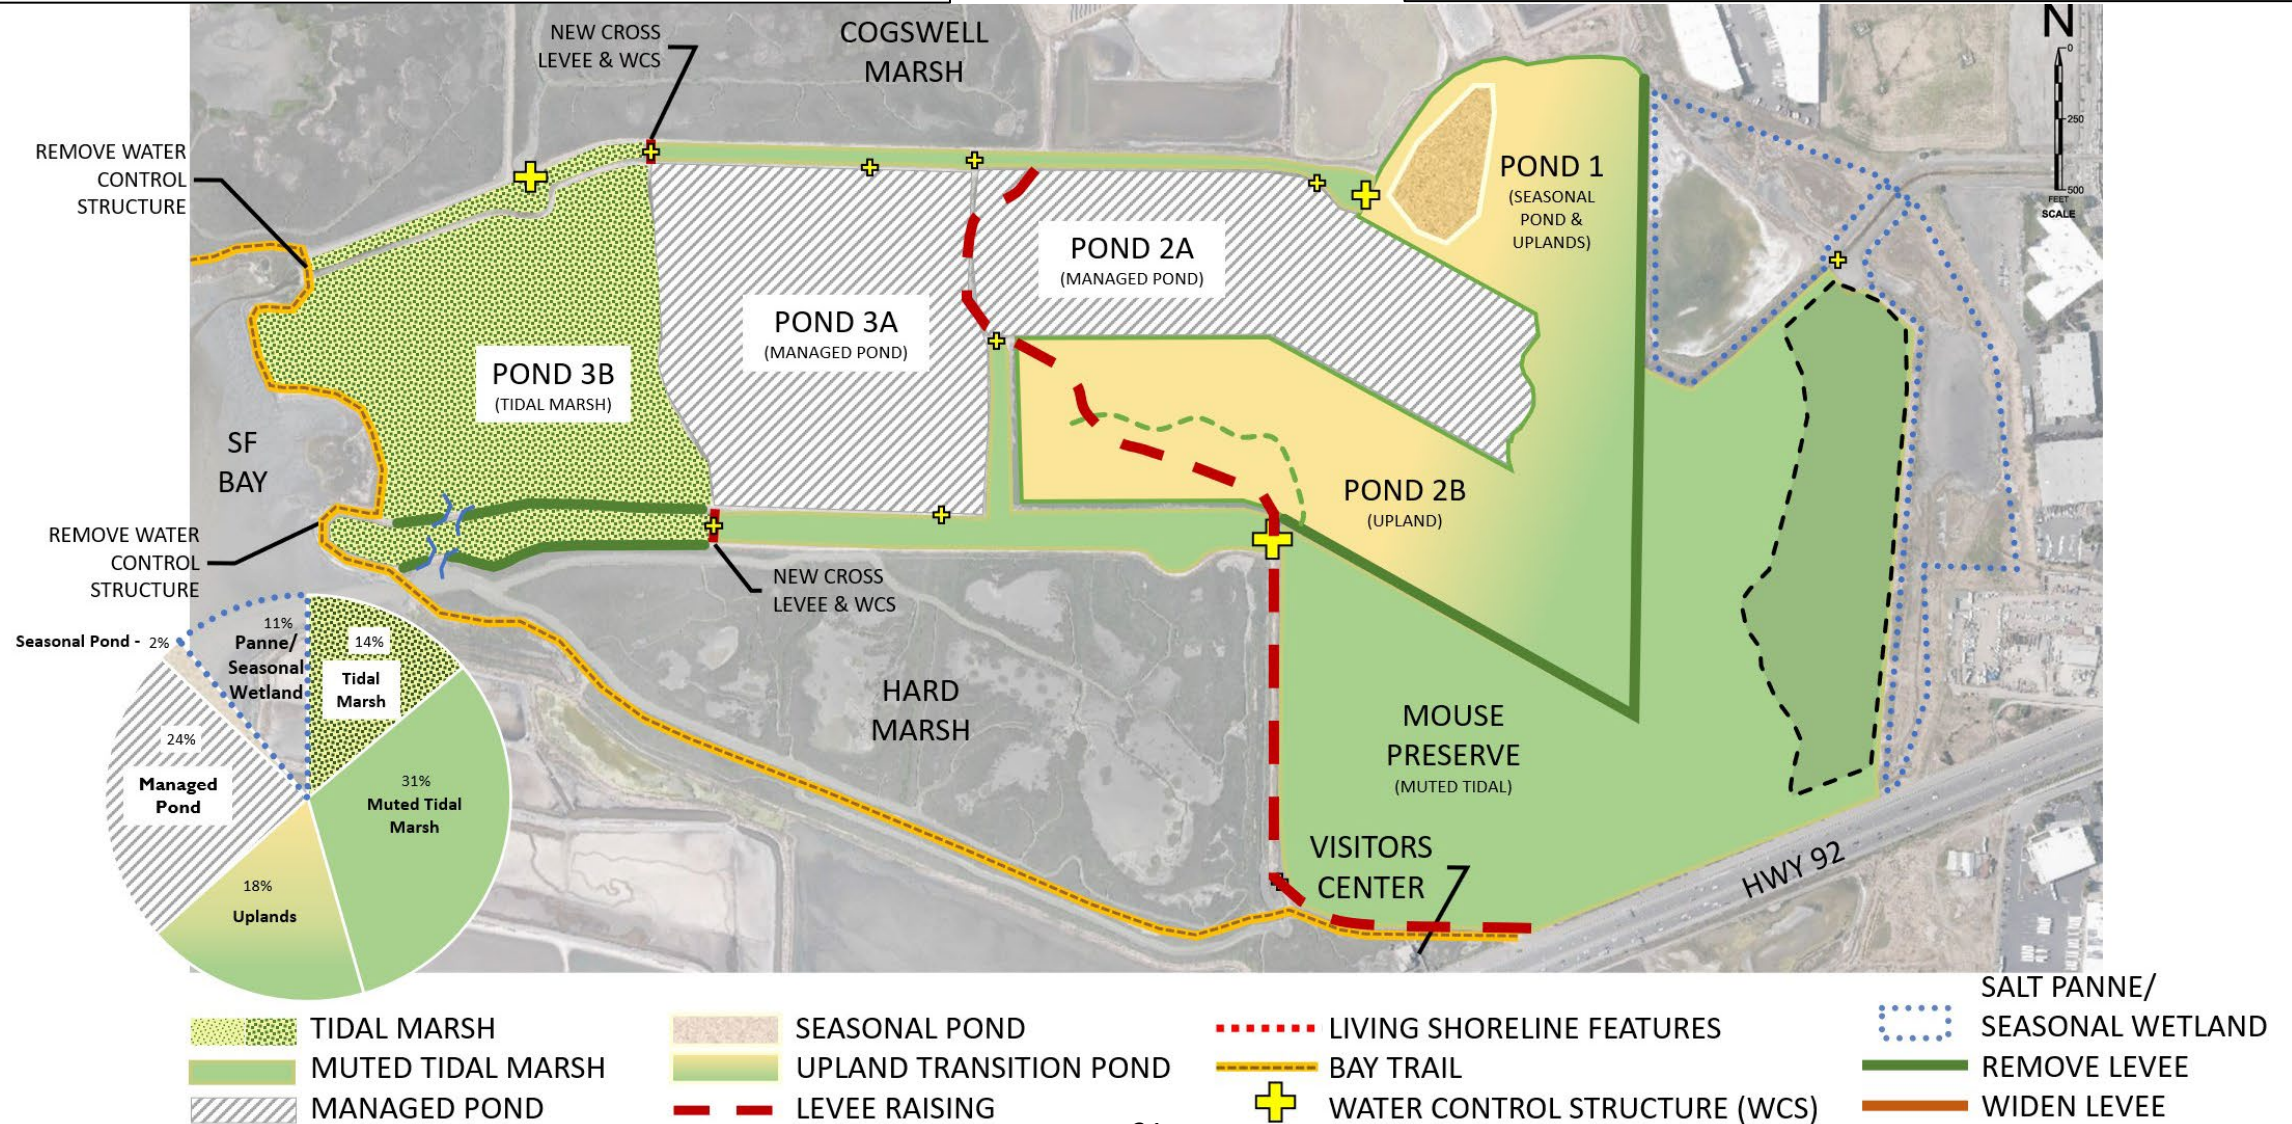 NEW CROSS
LEVEE & WCS
COGSWELL
MARSH
N
0
250
500
FEET
SCALE
REMOVE WATER
CONTROL
STRUCTURE
POND 1
(SEASONAL
POND &
UPLANDS)
POND 2A
(MANAGED POND)
POND 3A
(MANAGED POND)
POND 3B
(TIDAL MARSH)
SF
BAY
POND 2B
(UPLAND)
REMOVE WATER
CONTROL
STRUCTURE
NEW CROSS
LEVEE & WCS
HARD
MARSH
MOUSE
PRESERVE
(MUTED TIDAL)
VISITORS
CENTER
HWY 92
Seasonal Pond - 2%
11%
Panne/
Seasonal
Wetland
14%
Tidal
Marsh
24%
Managed
Pond
31%
Muted Tidal
Marsh
18%
Uplands
TIDAL MARSH
MUTED TIDAL MARSH
MANAGED POND
SEASONAL POND
UPLAND TRANSITION POND
LEVEE RAISING
LIVING SHORELINE FEATURES
BAY TRAIL
WATER CONTROL STRUCTURE (WCS)
SALT PANNE/
SEASONAL WETLAND
REMOVE LEVEE
WIDEN LEVEE